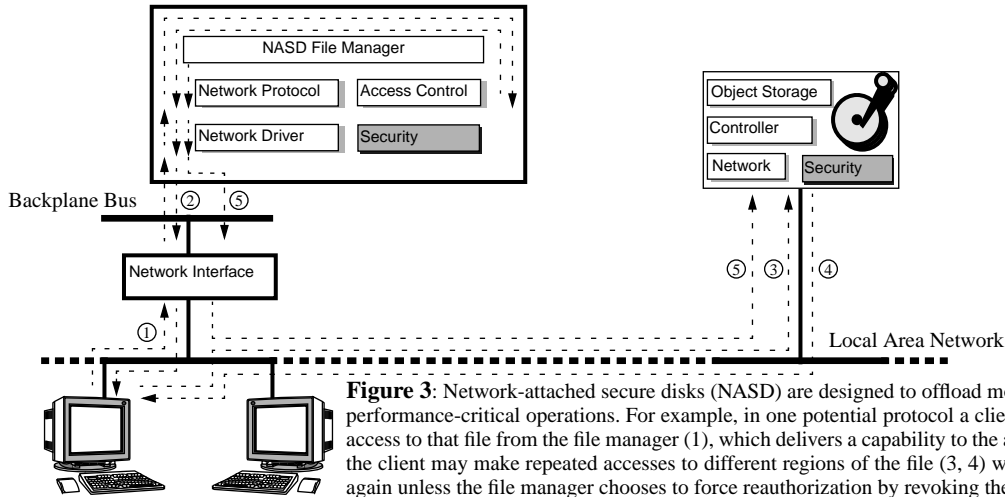 NASD File Manager
Network Protocol
Access Control
Network Driver
Security
Object Storage
Controller
Network
Security
Backplane Bus
②
⑤
Network Interface
⑤
③
④
①
Local Area Network
Figure 3: Network-attached secure disks (NASD) are designed to offload
performance-critical operations. For example, in one potential protocol a
access to that file from the file manager (1), which delivers a capability to the
the client may make repeated accesses to different regions of the file (3, 4)
again unless the file manager chooses to force reauthorization by revoking